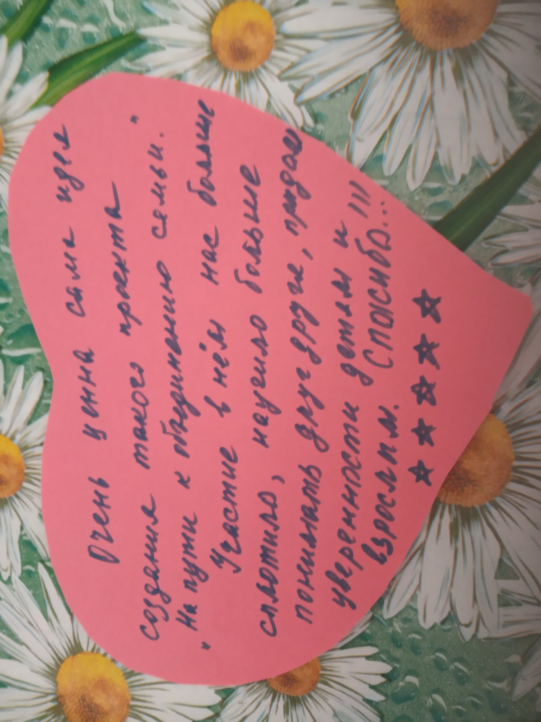 Очень ценна сама идея
создания такого проекта
"На пути к объединению семьи."
Участие в нём нас больше
сплотило, научило больше
понимать друг друга, предало
уверенности детям и
взрослым. Спасибо...!!!
☆☆☆☆☆